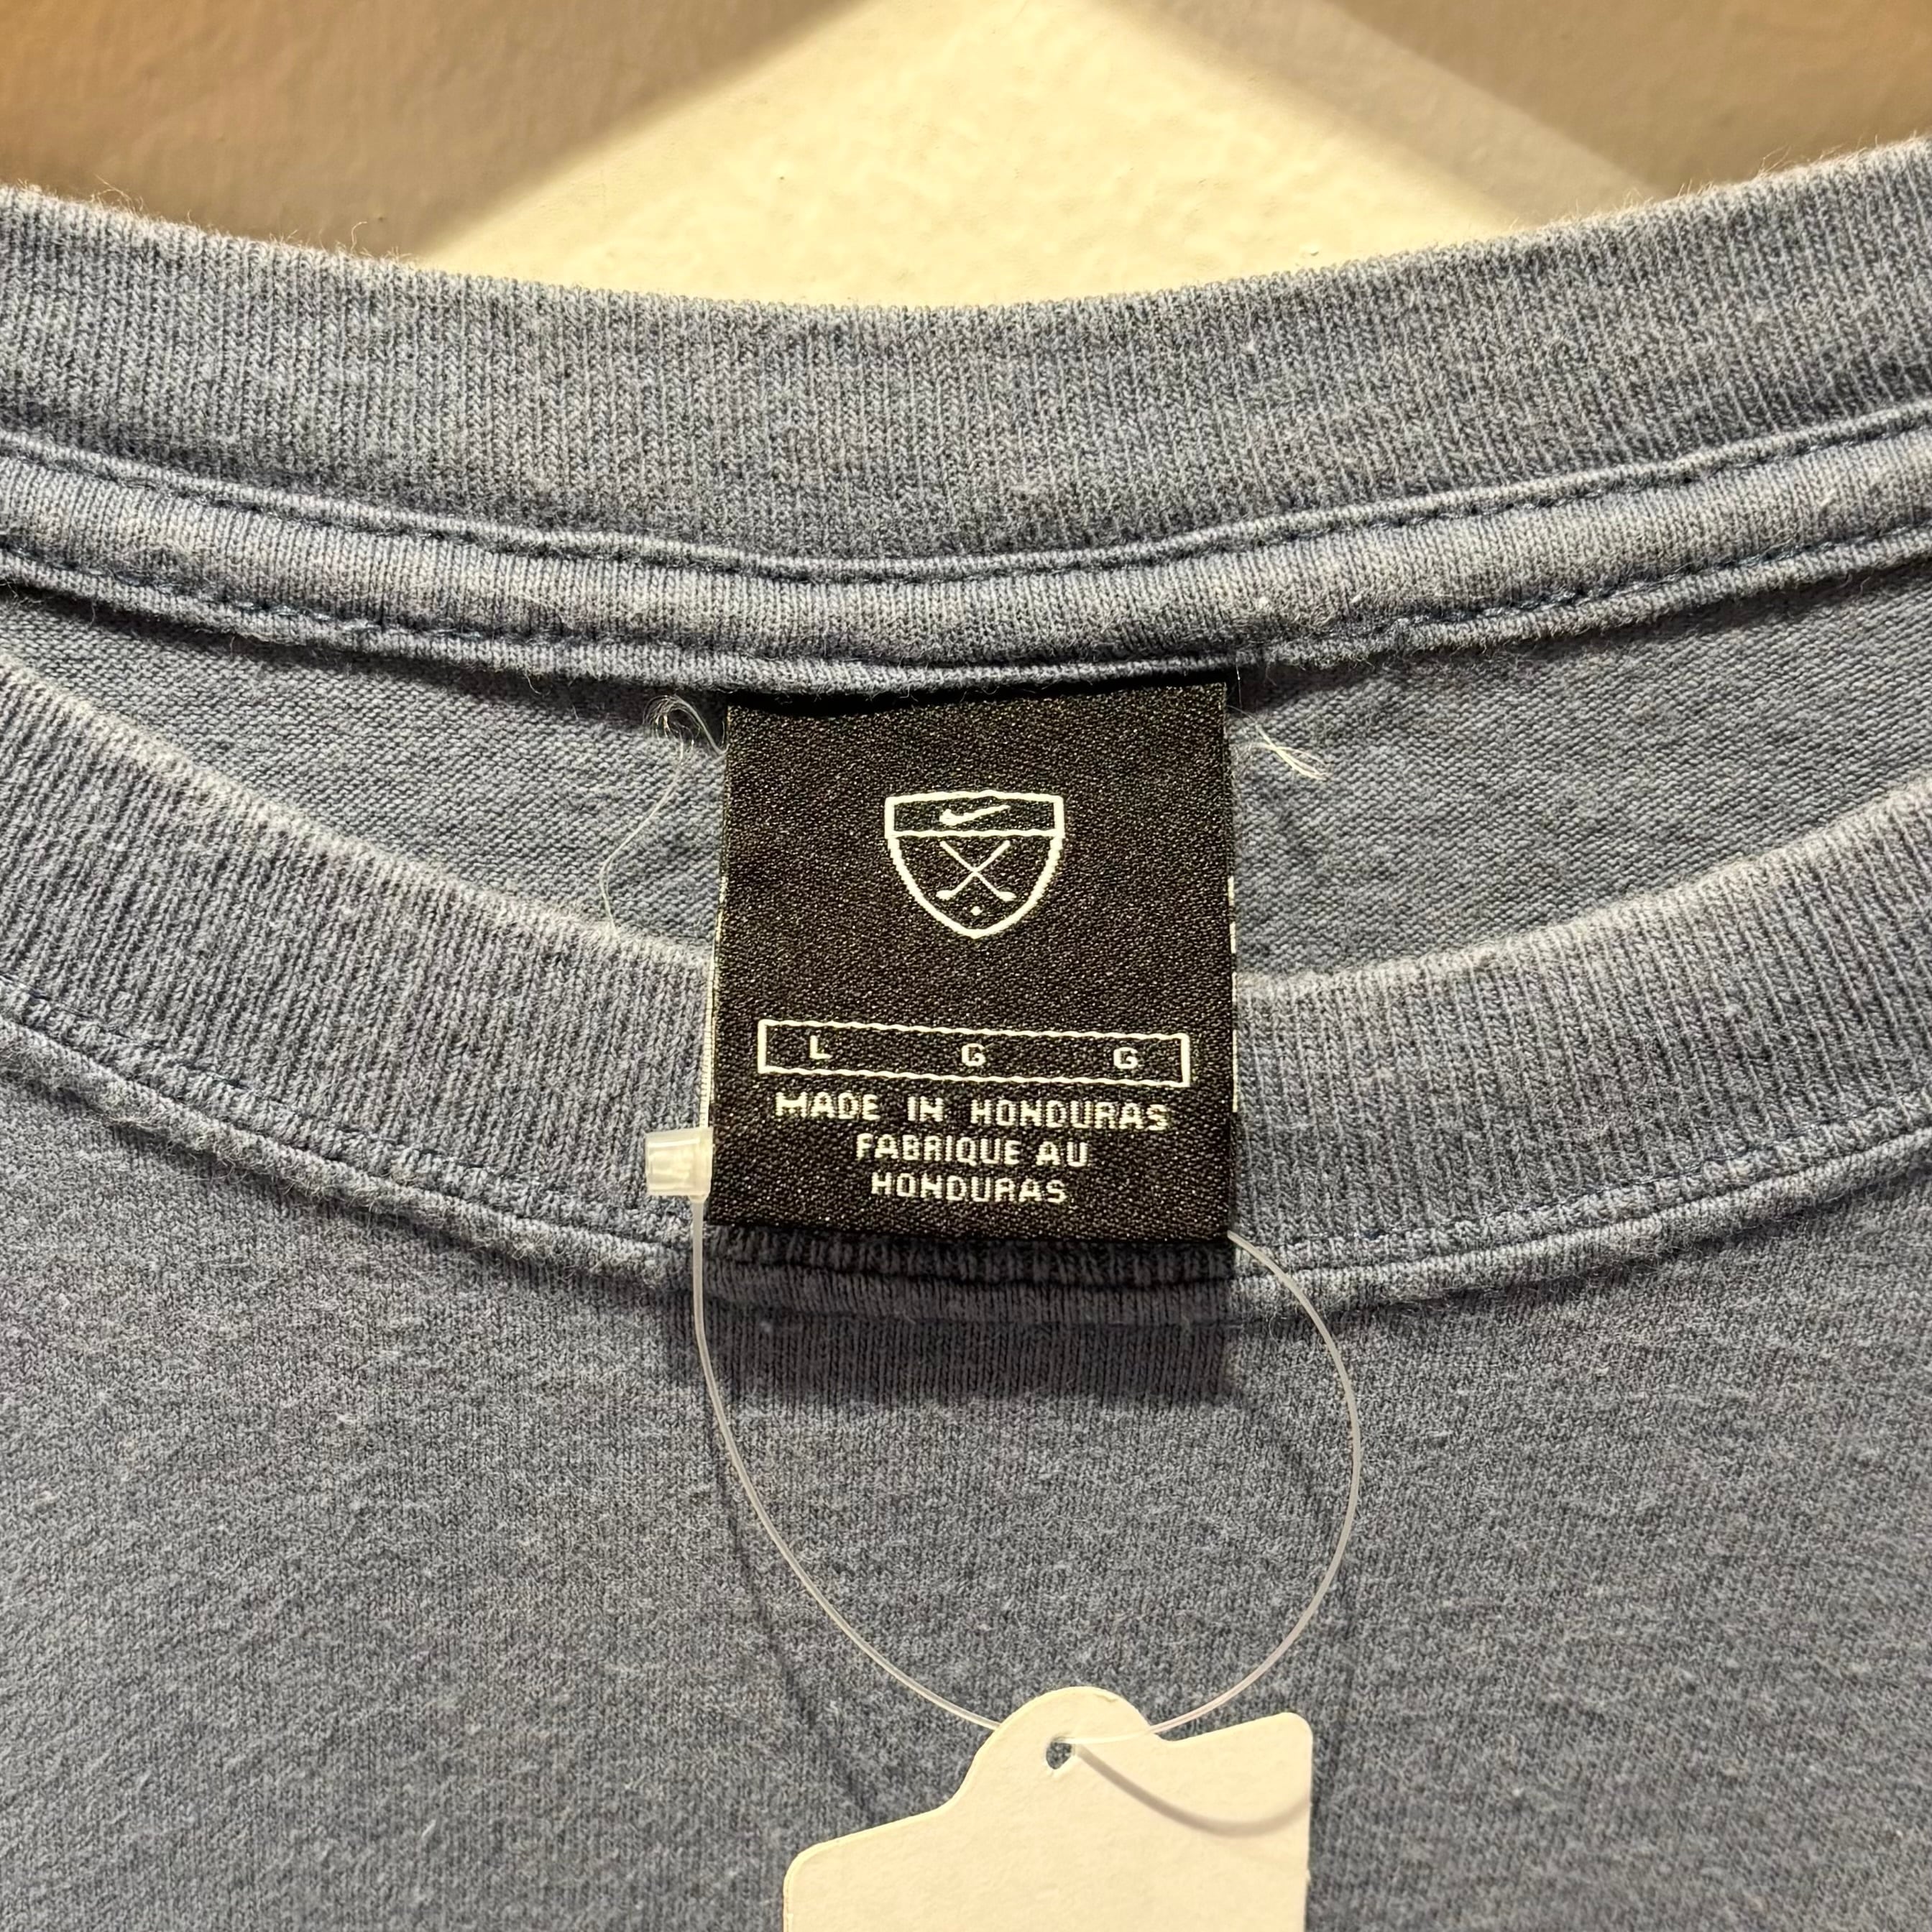 L G G
MADE IN HONDURAS
FABRIQUE AU
HONDURAS